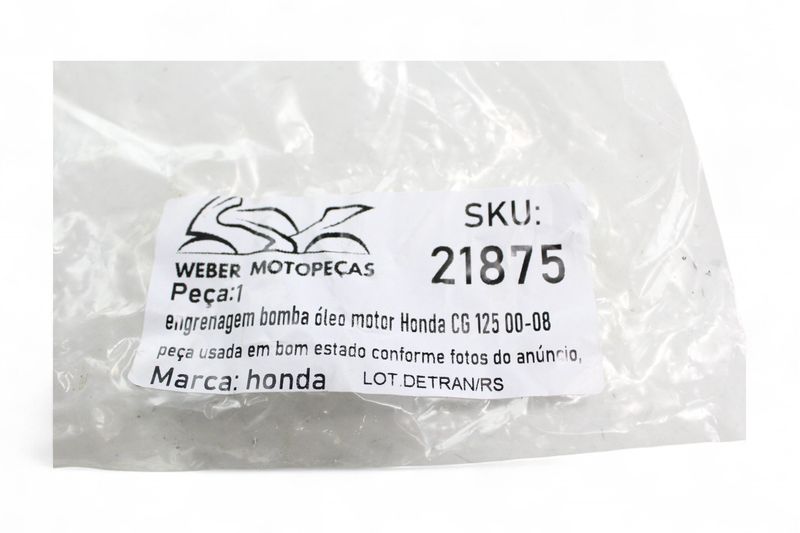 WEBER MOTOPEÇAS
SKU:
21875
Peça:1
engrenagem bomba óleo motor Honda CG 125 00-08
peça usada em bom estado conforme fotos do anúncio,
Marca: honda
LOT.DETRAN/RS